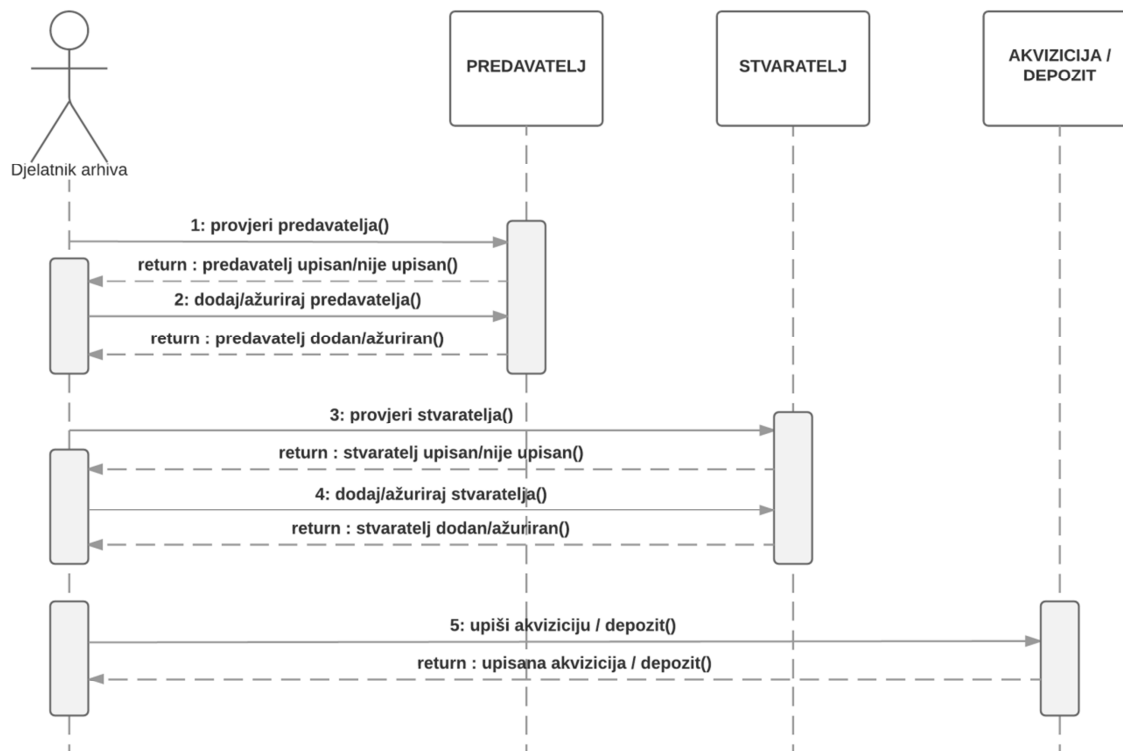 PREDAVATELJ
STVARATELJ
AKVIZICIJA /
DEPOZIT
Djelatnik arhiva
1: provjeri predavatelja()
return : predavatelj upisan/nije upisan()
2: dodaj/ažuriraj predavatelja()
return : predavatelj dodan/ažuriran()
3: provjeri stvaratelja()
return : stvaratelj upisan/nije upisan()
4: dodaj/ažuriraj stvaratelja()
return : stvaratelj dodan/ažuriran()
5: upiši akviziciju / depozit()
return : upisana akvizicija / depozit()